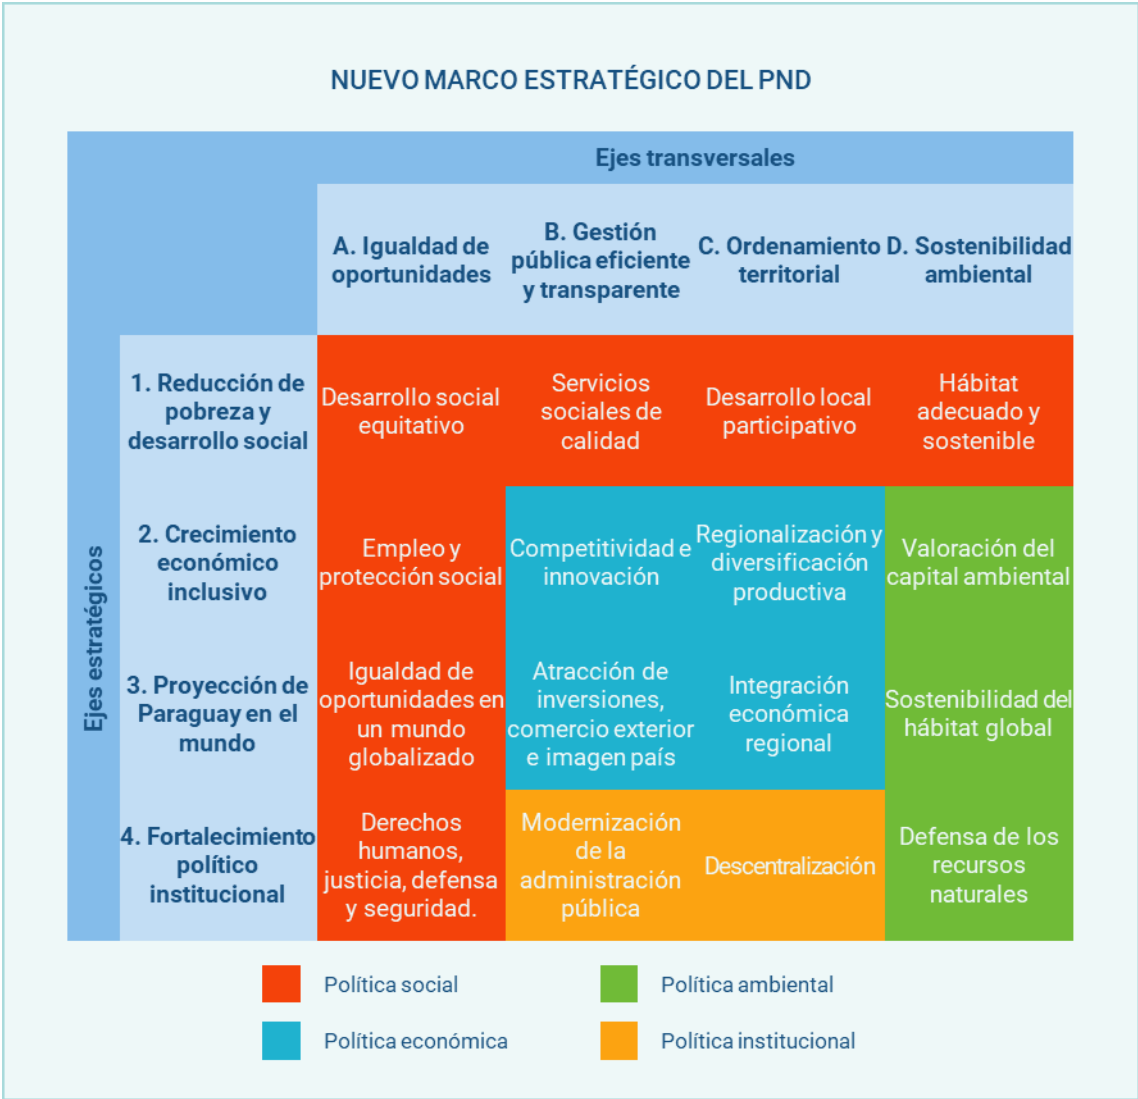 NUEVO MARCO ESTRATÉGICO DEL PND
Ejes transversales
A. Igualdad de
oportunidades
B. Gestión
pública eficiente
y transparente
C. Ordenamiento
territorial
D. Sostenibilidad
ambiental
Ejes estratégicos
1. Reducción de
pobreza y
desarrollo social
Desarrollo social
equitativo
Servicios
sociales de
calidad
Desarrollo local
participativo
Hábitat
adecuado y
sostenible
2. Crecimiento
económico
inclusivo
Empleo y
protección social
Competitividad e
innovación
Regionalización y
diversificación
productiva
Valoración del
capital ambiental
3. Proyección de
Paraguay en el
mundo
Igualdad de
oportunidades en
un mundo
globalizado
Atracción de
inversiones,
comercio exterior
e imagen país
Integración
económica
regional
Sostenibilidad del
hábitat global
4. Fortalecimiento
político
institucional
Derechos
humanos,
justicia, defensa
y seguridad.
Modernización
de la
administración
pública
Descentralización
Defensa de los
recursos
naturales
Política social
Política ambiental
Política económica
Política institucional